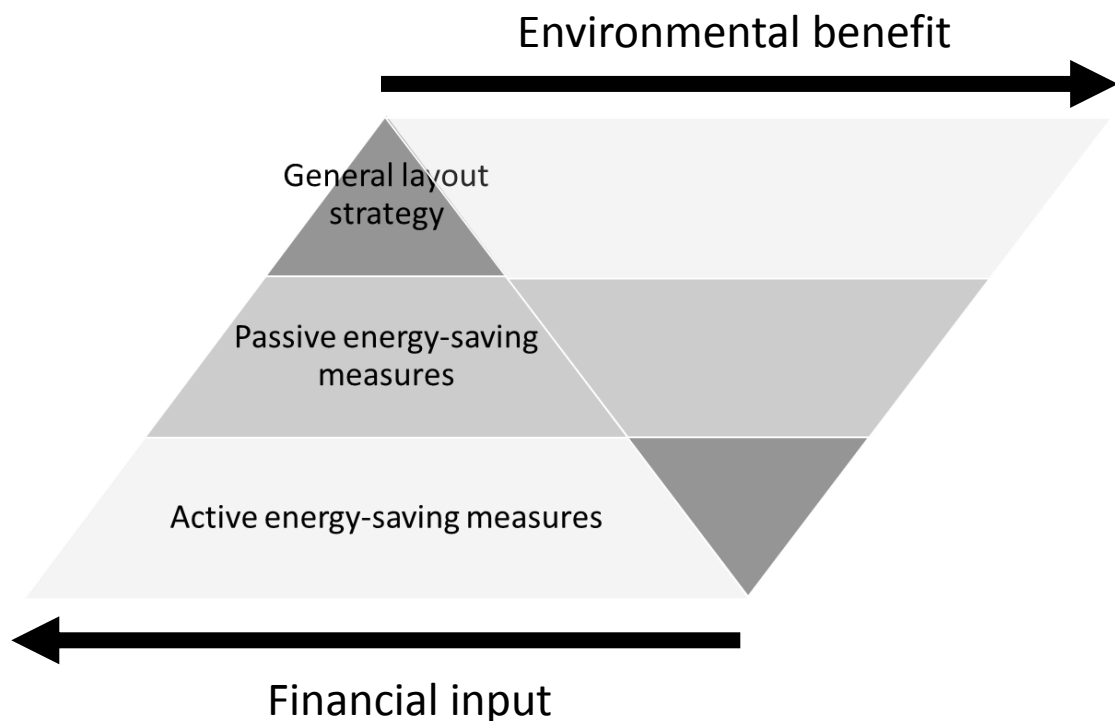 Environmental benefit
General layout
strategy
Passive energy-saving
measures
Active energy-saving measures
Financial input